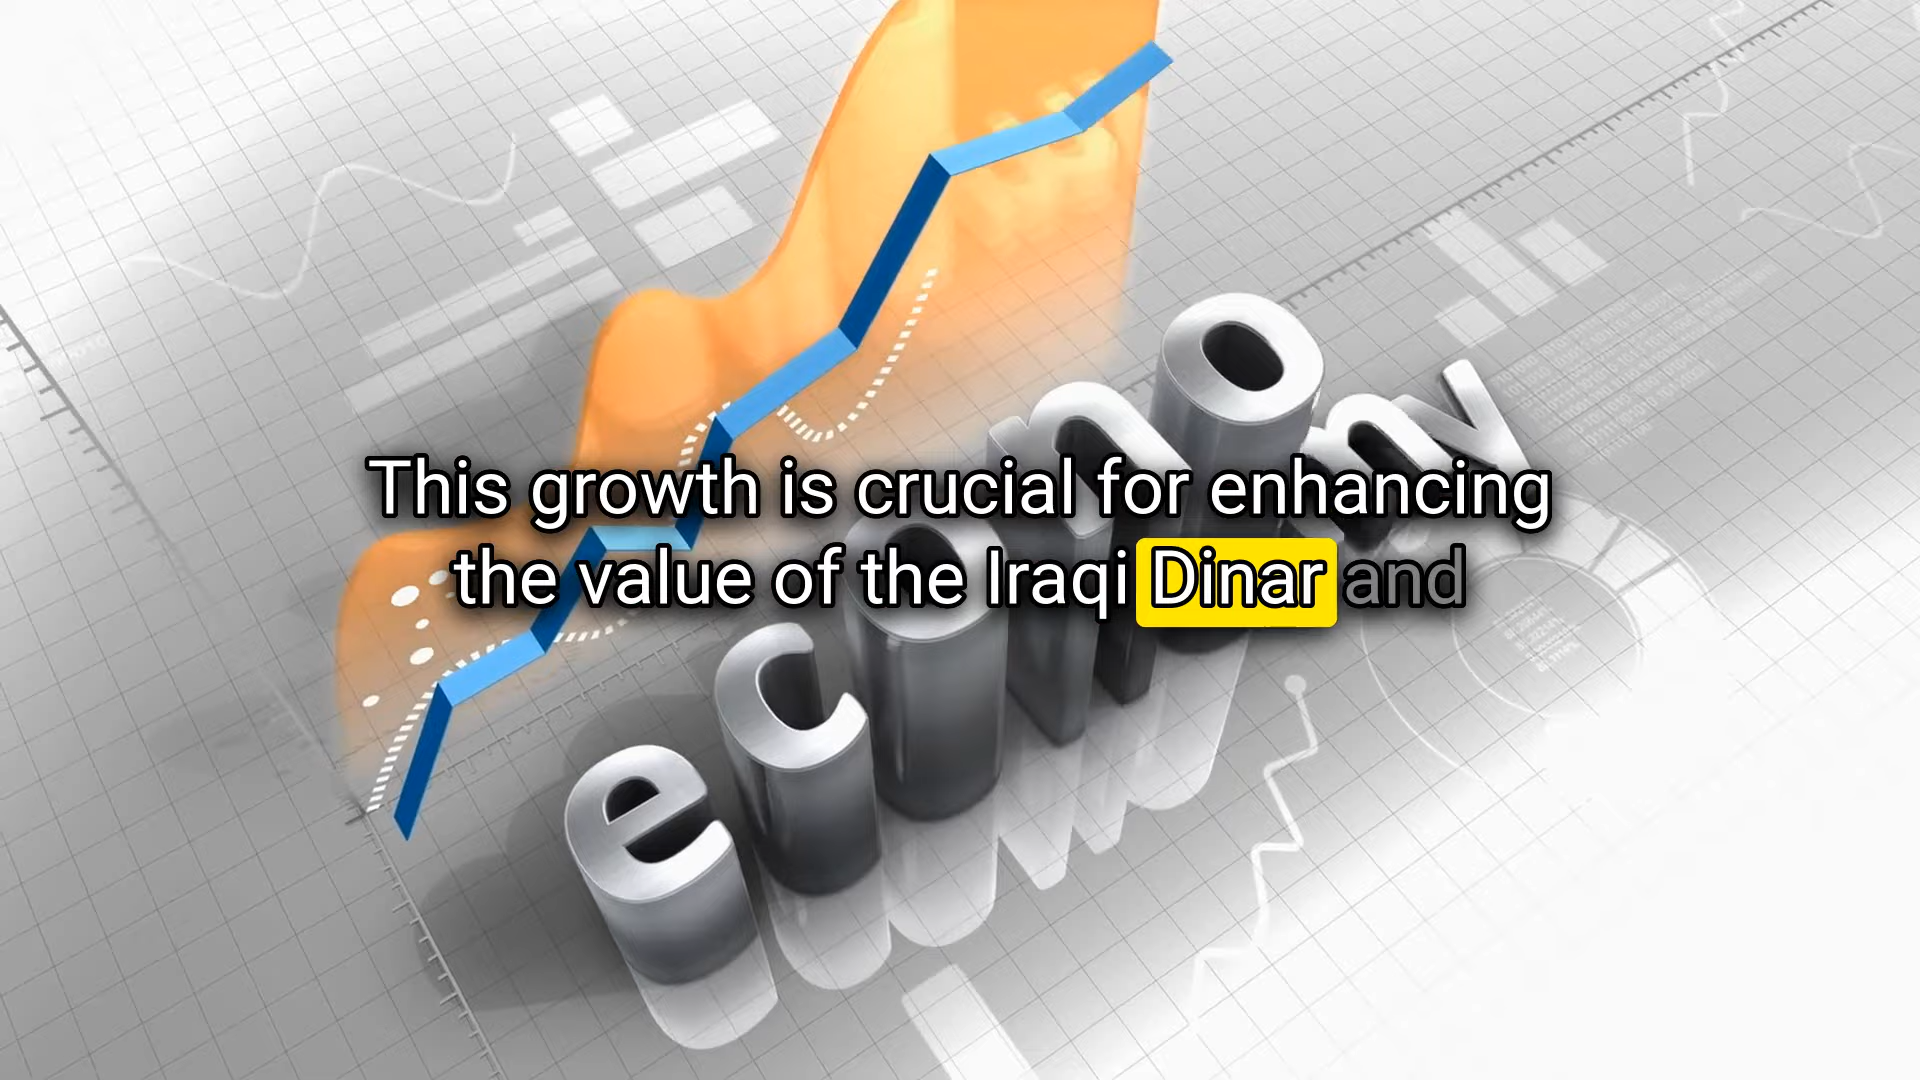 This growth is crucial for enhancing
the value of the Iraqi Dinar and
economy